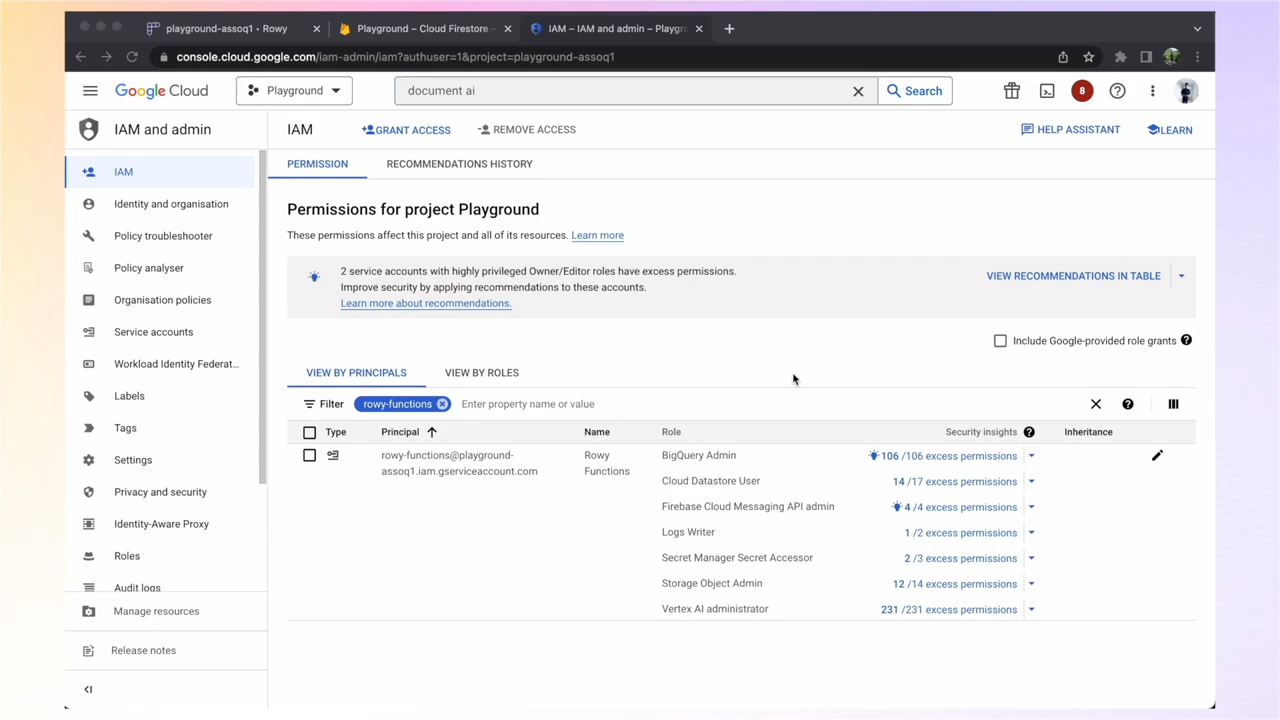 playground-assoq1 • Rowy
Playground – Cloud Firestore –
IAM – IAM and admin – Playgr
console.cloud.google.com/iam-admin/iam?authuser=1&project=playground-assoq1
Google Cloud
Playground
document ai
Search
8
IAM and admin
IAM
GRANT ACCESS
REMOVE ACCESS
HELP ASSISTANT
LEARN
IAM
Identity and organisation
Policy troubleshooter
Policy analyser
Organisation policies
Service accounts
Workload Identity Federat...
Labels
Tags
Settings
Privacy and security
Identity-Aware Proxy
Roles
Audit logs
Manage resources
Release notes
PERMISSION
RECOMMENDATIONS HISTORY
Permissions for project Playground
These permissions affect this project and all of its resources. Learn more
2 service accounts with highly privileged Owner/Editor roles have excess permissions.
Improve security by applying recommendations to these accounts.
Learn more about recommendations.
VIEW RECOMMENDATIONS IN TABLE
Include Google-provided role grants
VIEW BY PRINCIPALS
VIEW BY ROLES
Filter
rowy-functions
Enter property name or value
Type
Principal
Name
Role
Security insights
Inheritance
rowy-functions@playground-
assoq1.iam.gserviceaccount.com
Rowy
Functions
BigQuery Admin
106 /106 excess permissions
Cloud Datastore User
14 /17 excess permissions
Firebase Cloud Messaging API admin
4 /4 excess permissions
Logs Writer
1 /2 excess permissions
Secret Manager Secret Accessor
2 /3 excess permissions
Storage Object Admin
12 /14 excess permissions
Vertex AI administrator
231 /231 excess permissions